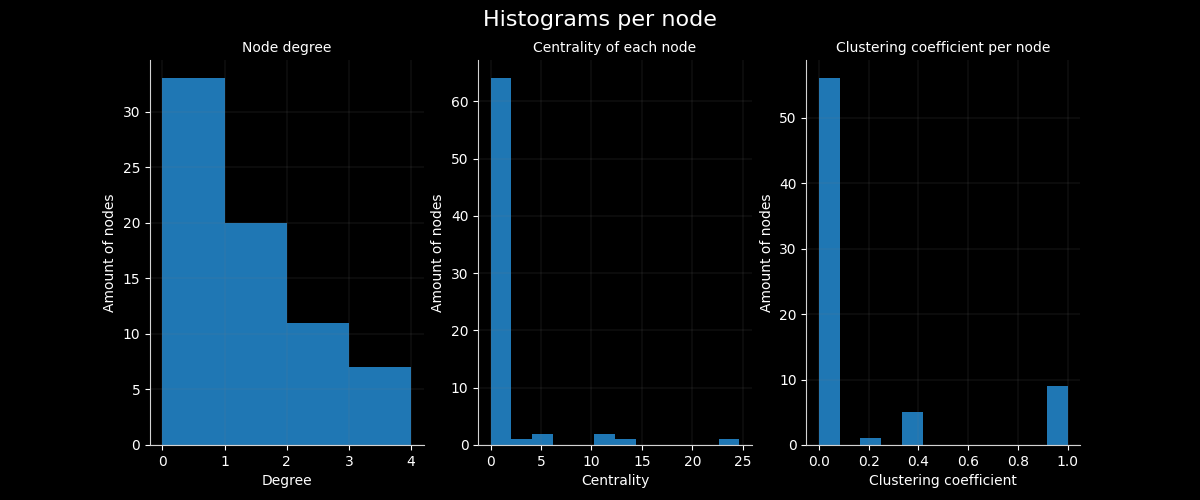 Histograms per node
Node degree
Amount of nodes
30
25
20
15
10
5
0
0 1 2 3 4
Degree
Centrality of each node
Amount of nodes
60
50
40
30
20
10
0
0 5 10 15 20 25
Centrality
Clustering coefficient per node
Amount of nodes
50
40
30
20
10
0
0.0 0.2 0.4 0.6 0.8 1.0
Clustering coefficient